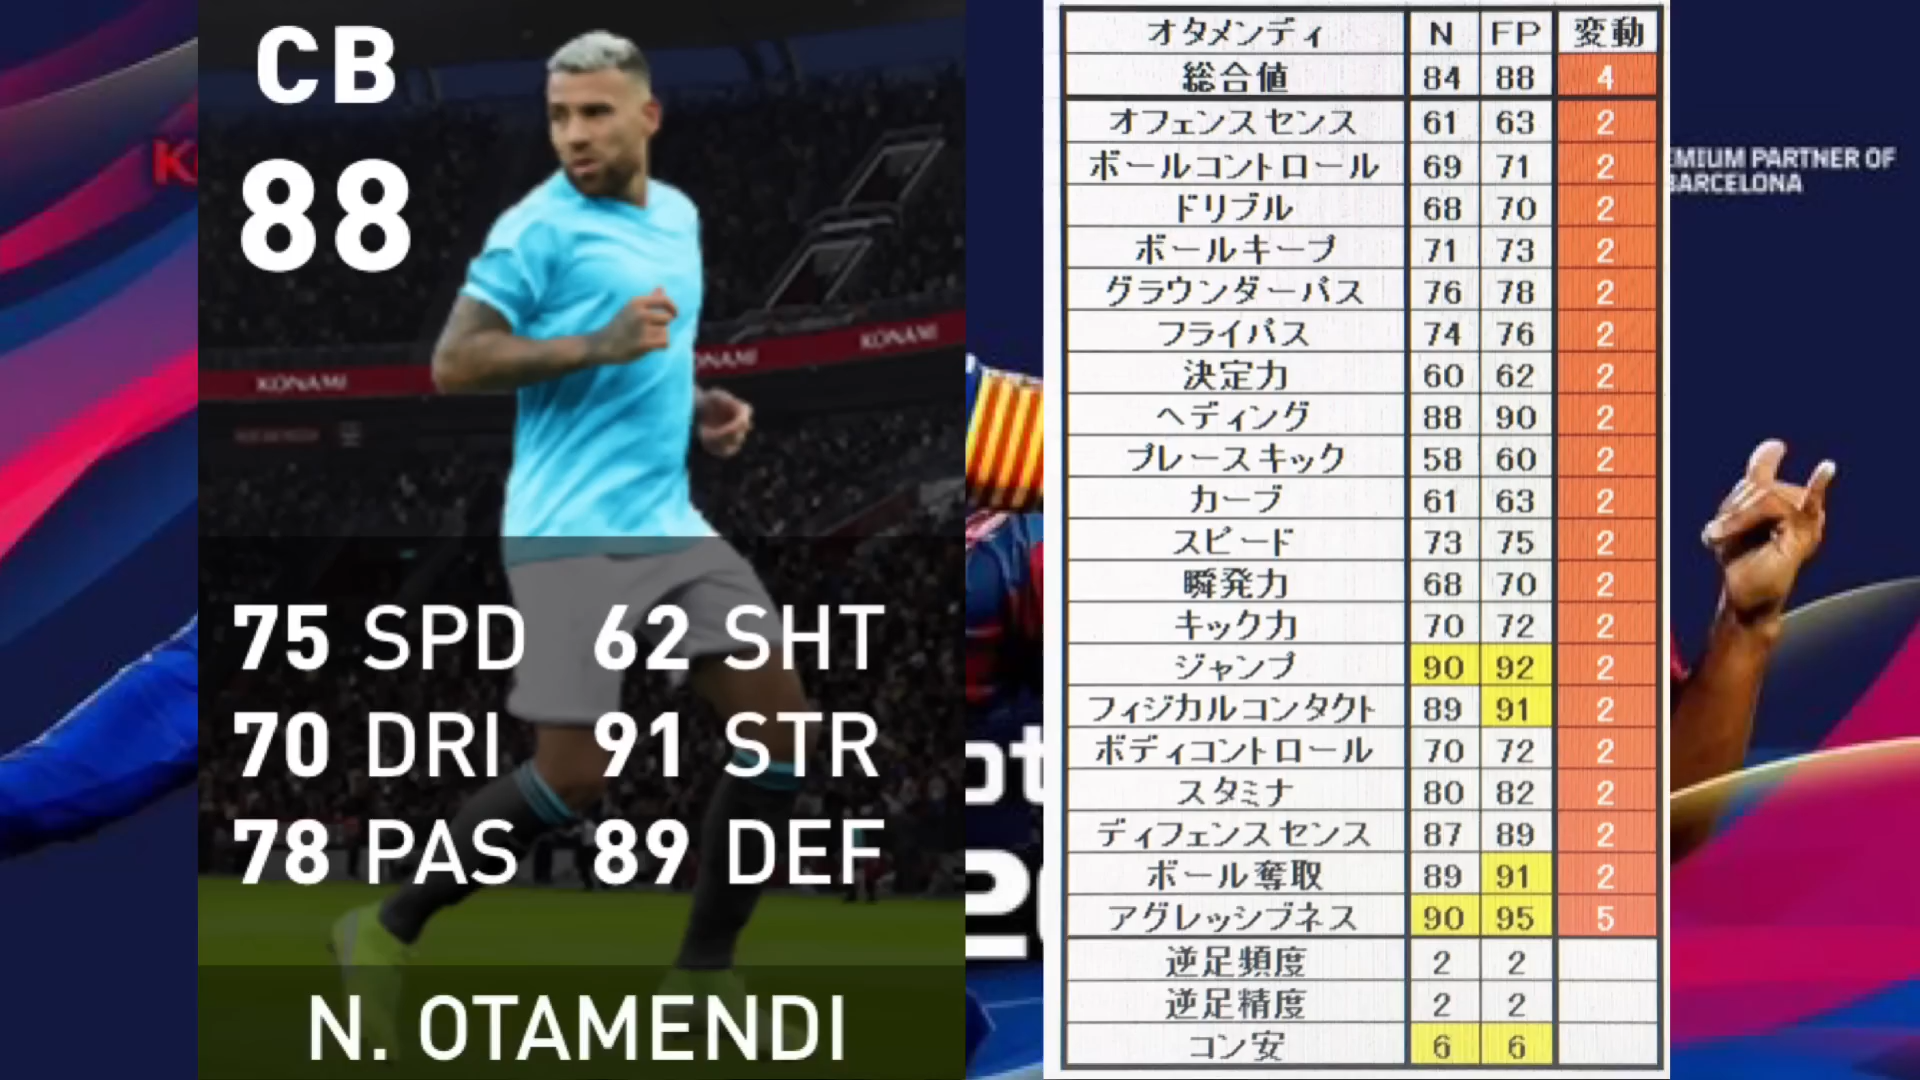 CB
88
75 SPD 62 SHT
70 DRI 91 STR
78 PAS 89 DEF
N. OTAMENDI
KONAMI
KONAMI
オタメンディ N FP 変動
総合値 84 88 4
オフェンスセンス 61 63 2
ボールコントロール 69 71 2
ドリブル 68 70 2
ボールキープ 71 73 2
グラウンダーパス 76 78 2
フライパス 74 76 2
決定力 60 62 2
ヘディング 88 90 2
プレースキック 58 60 2
カーブ 61 63 2
スピード 73 75 2
瞬発力 68 70 2
キック力 70 72 2
ジャンプ 90 92 2
フィジカルコンタクト 89 91 2
ボディコントロール 70 72 2
スタミナ 80 82 2
ディフェンスセンス 87 89 2
ボール奪取 89 91 2
アグレッシブネス 90 95 5
逆足頻度 2 2
逆足精度 2 2
コン安 6 6
PARTNER OF